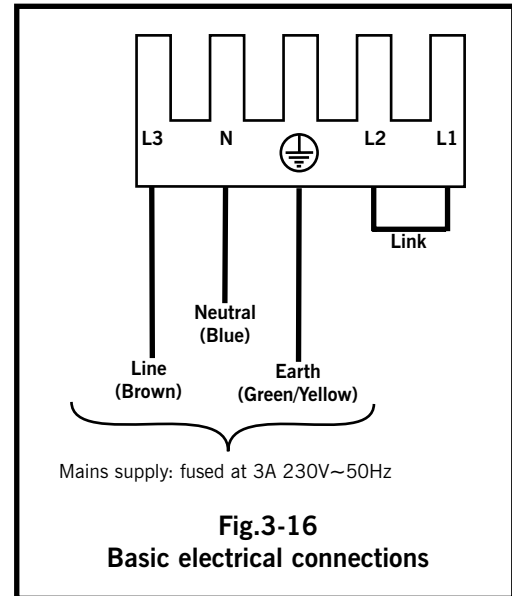 L3 N L2 L1
Link
Neutral
(Blue)
Line
(Brown)
Earth
(Green/Yellow)
Mains supply: fused at 3A 230V~50Hz
Fig.3-16
Basic electrical connections